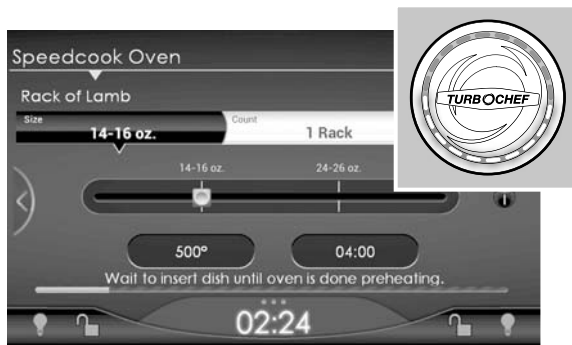 Speedcook Oven
TURBOCHEF
Rack of Lamb
Size
14-16 oz.
Count
1 Rack
14-16 oz.
24-26 oz.
500°
04:00
Wait to insert dish until oven is done preheating.
02:24